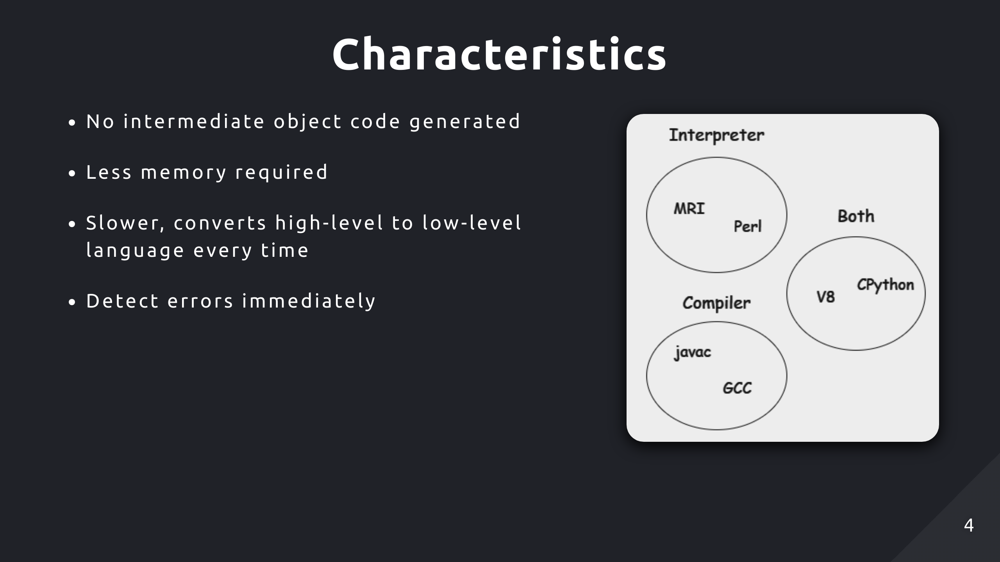 Characteristics
No intermediate object code generated
Less memory required
Slower, converts high-level to low-level
language every time
Detect errors immediately
Interpreter
MRI
Perl
Both
V8
CPython
Compiler
javac
GCC
4